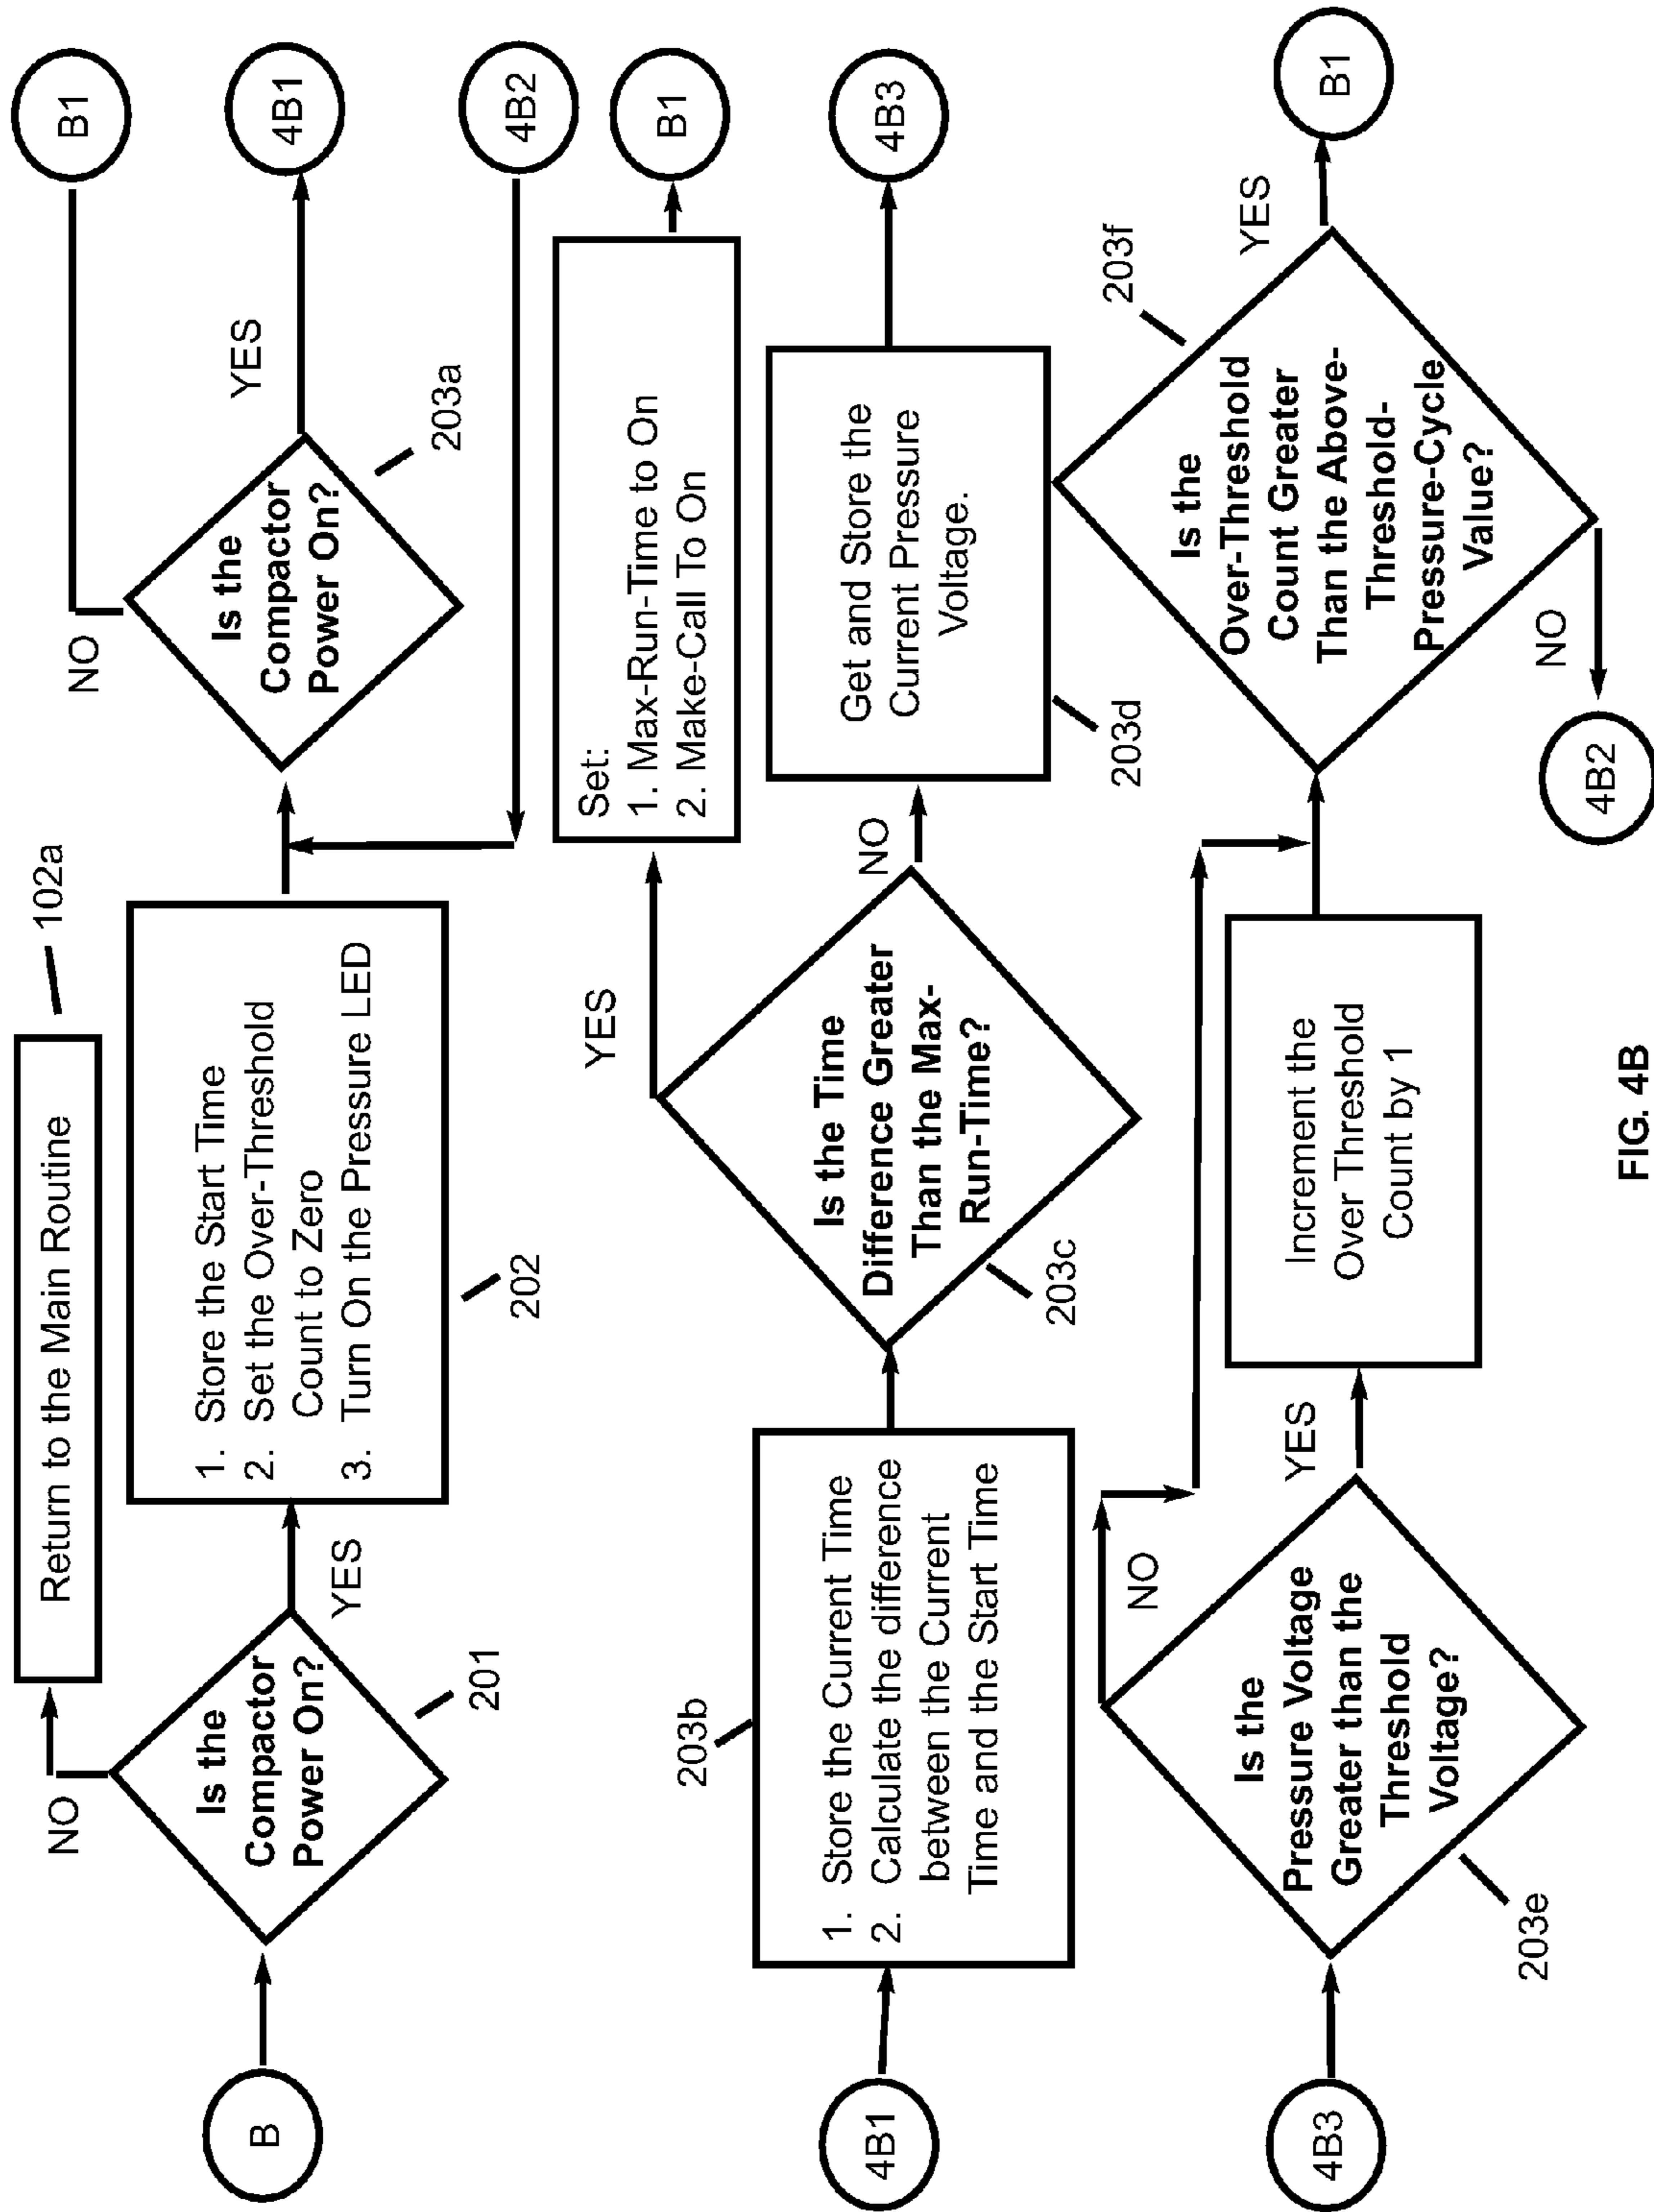 Return to the Main Routine
102a
B1
NO
NO
B
Is the
Compactor
Power On?
YES
201
1. Store the Start Time
2. Set the Over-Threshold
Count to Zero
3. Turn On the Pressure LED
202
Is the
Compactor
Power On?
YES
203a
4B1
4B2
YES
Set:
1. Max-Run-Time to On
2. Make-Call To On
B1
203b
4B1
1. Store the Current Time
2. Calculate the difference
between the Current
Time and the Start Time
Is the Time
Difference Greater
Than the Max-
Run-Time?
203c
NO
Get and Store the
Current Pressure
Voltage.
203d
4B3
NO
4B3
Is the
Pressure Voltage
Greater than the
Threshold
Voltage?
203e
YES
Increment the
Over Threshold
Count by 1
Is the
Over-Threshold
Count Greater
Than the Above-
Threshold-
Pressure-Cycle
Value?
203f
YES
B1
NO
4B2
FIG. 4B